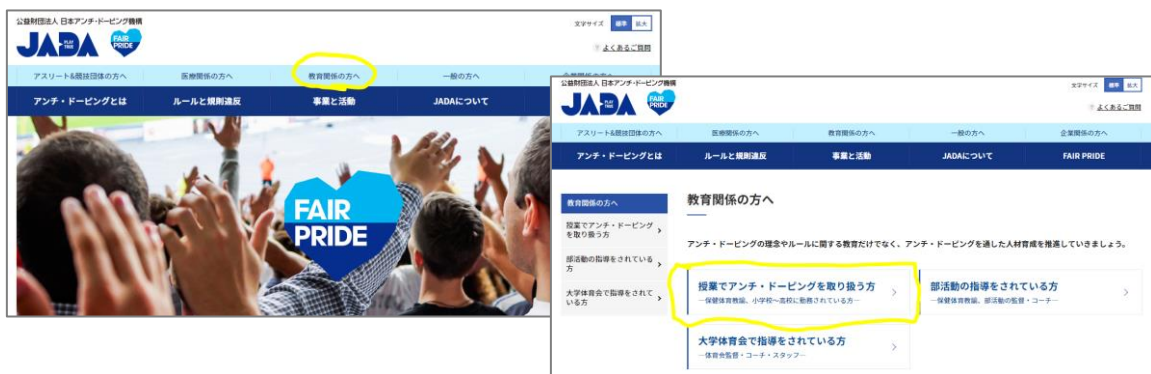 公益財団法人 日本アンチ・ドーピング機構
JADA PLAY TRUE FAIR PRIDE
文字サイズ 標準 拡大
よくあるご質問
アスリート&競技団体の方へ 医療関係の方へ 教育関係の方へ 一般の方へ
アンチ・ドーピングとは ルールと規則違反 事業と活動 JADAについて
FAIR
PRIDE
公益財団法人 日本アンチ・ドーピング機構
JADA PLAY TRUE FAIR PRIDE
文字サイズ 標準 拡大
よくあるご質問
アスリート&競技団体の方へ 医療関係の方へ 教育関係の方へ 一般の方へ 企業関係の方へ
アンチ・ドーピングとは ルールと規則違反 事業と活動 JADAについて FAIR PRIDE
教育関係の方へ
授業でアンチ・ドーピング
を取り扱う方
部活動の指導をされている
方
大学体育会で指導をされて
いる方
教育関係の方へ
アンチ・ドーピングの理念やルールに関する教育だけでなく、アンチ・ドーピングを通した人材育成を推進していきましょう。
授業でアンチ・ドーピングを取り扱う方
―保健体育教諭、小学校～高校に勤務されている方―
部活動の指導をされている方
―保健体育教諭、部活動の監督・コーチ―
大学体育会で指導をされている方
―体育会監督・コーチ・スタッフ―